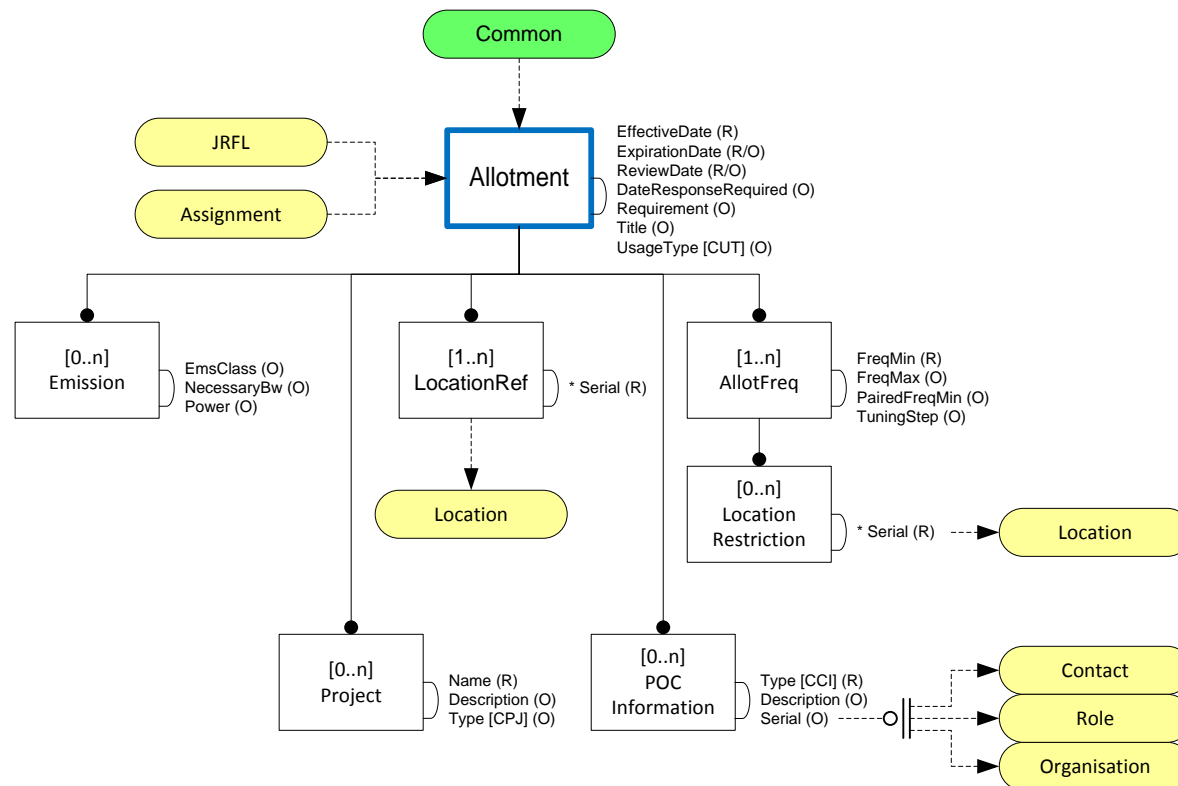 Common
JRFL
Assignment
Allotment
EffectiveDate (R)
ExpirationDate (R/O)
ReviewDate (R/O)
DateResponseRequired (O)
Requirement (O)
Title (O)
UsageType [CUT] (O)
[0..n]
Emission
EmsClass (O)
NecessaryBw (O)
Power (O)
[1..n]
LocationRef
* Serial (R)
[1..n]
AllotFreq
FreqMin (R)
FreqMax (O)
PairedFreqMin (O)
TuningStep (O)
Location
[0..n]
Location
Restriction
* Serial (R)
Location
[0..n]
Project
Name (R)
Description (O)
Type [CPJ] (O)
[0..n]
POC
Information
Type [CCI] (R)
Description (O)
Serial (O)
Contact
Role
Organisation